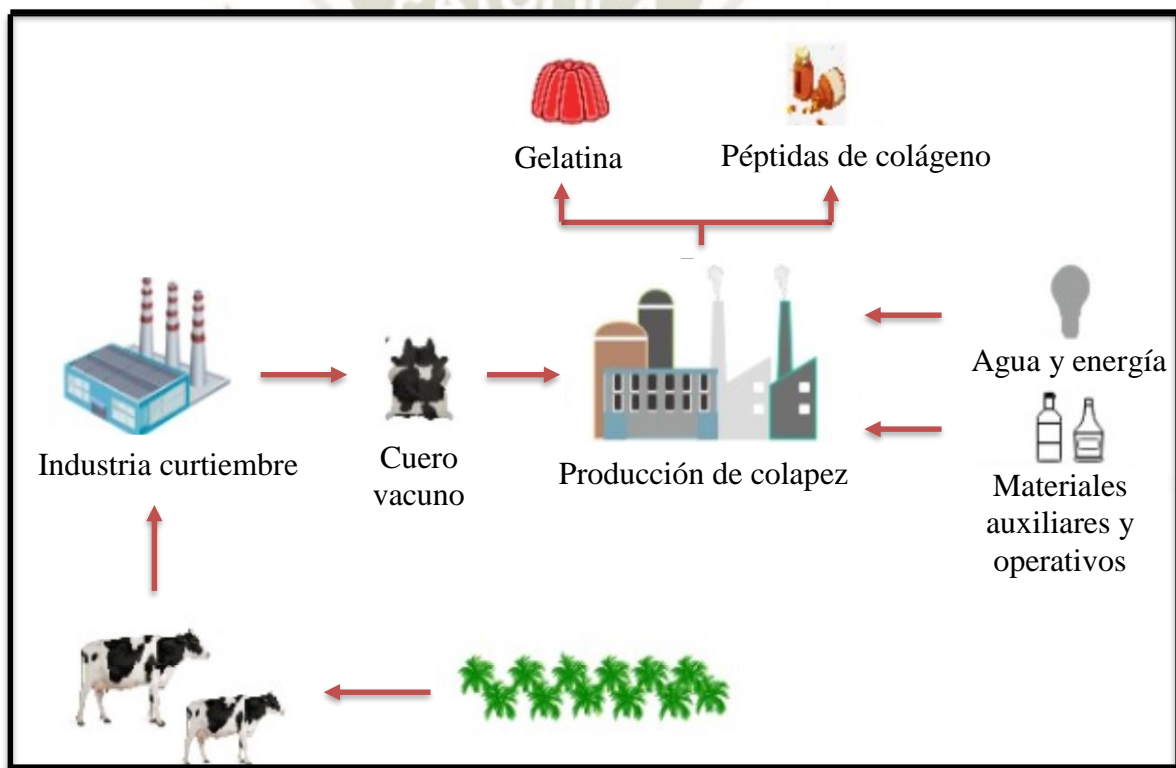 Gelatina
Péptidas de colágeno
Industria curtiembre
Cuero
vacuno
Producción de colapez
Agua y energía
Materiales
auxiliares y
operativos